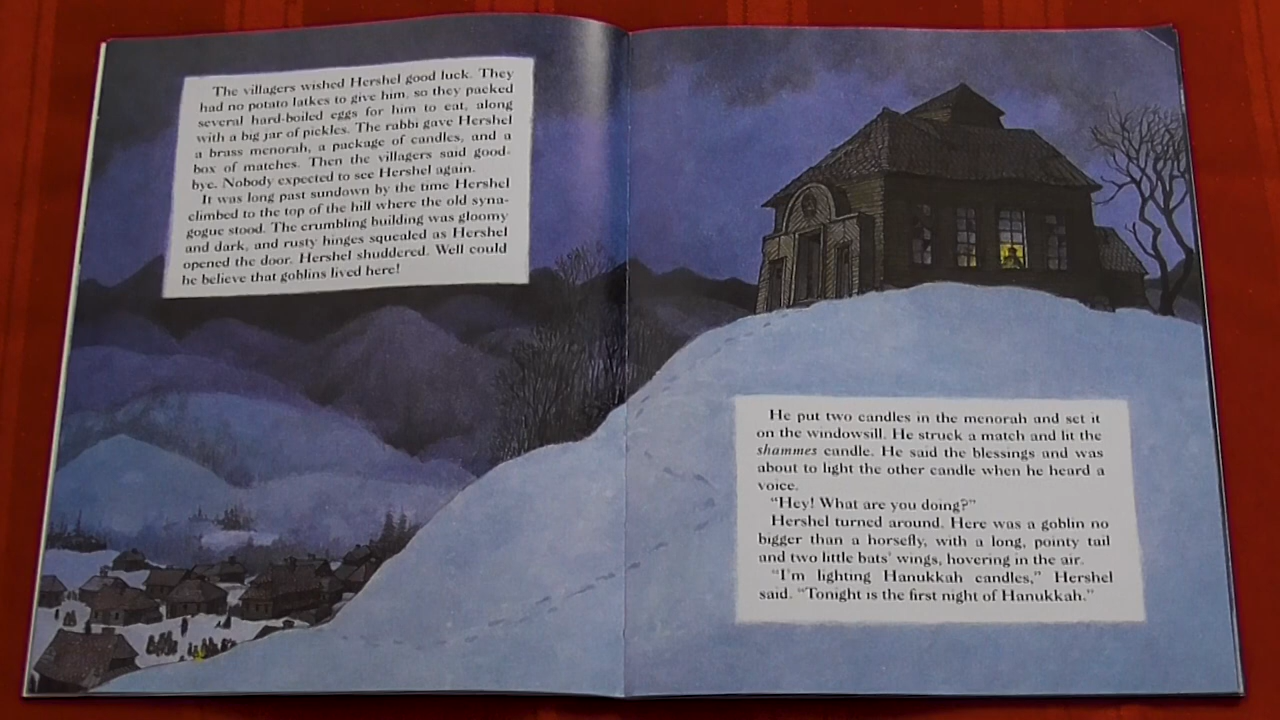 The villagers wished Hershel good luck. They
had no potato latkes to give him, so they packed
several hard-boiled eggs for him to eat, along
with a big jar of pickles. The rabbi gave Hershel
a brass menorah, a package of candles, and a
box of matches. Then the villagers said good-
bye. Nobody expected to see Hershel again.
It was long past sundown by the time Hershel
climbed to the top of the hill where the old syna-
gogue stood. The crumbling building was gloomy
and dark, and rusty hinges squealed as Hershel
opened the door. Hershel shuddered. Well could
he believe that goblins lived here!
He put two candles in the menorah and set it
on the windowsill. He struck a match and lit the
shammes candle. He said the blessings and was
about to light the other candle when he heard a
voice.
"Hey! What are you doing?"
Hershel turned around. Here was a goblin no
bigger than a horsefly, with a long, pointy tail
and two little bats' wings, hovering in the air.
"I'm lighting Hanukkah candles," Hershel
said. "Tonight is the first night of Hanukkah."